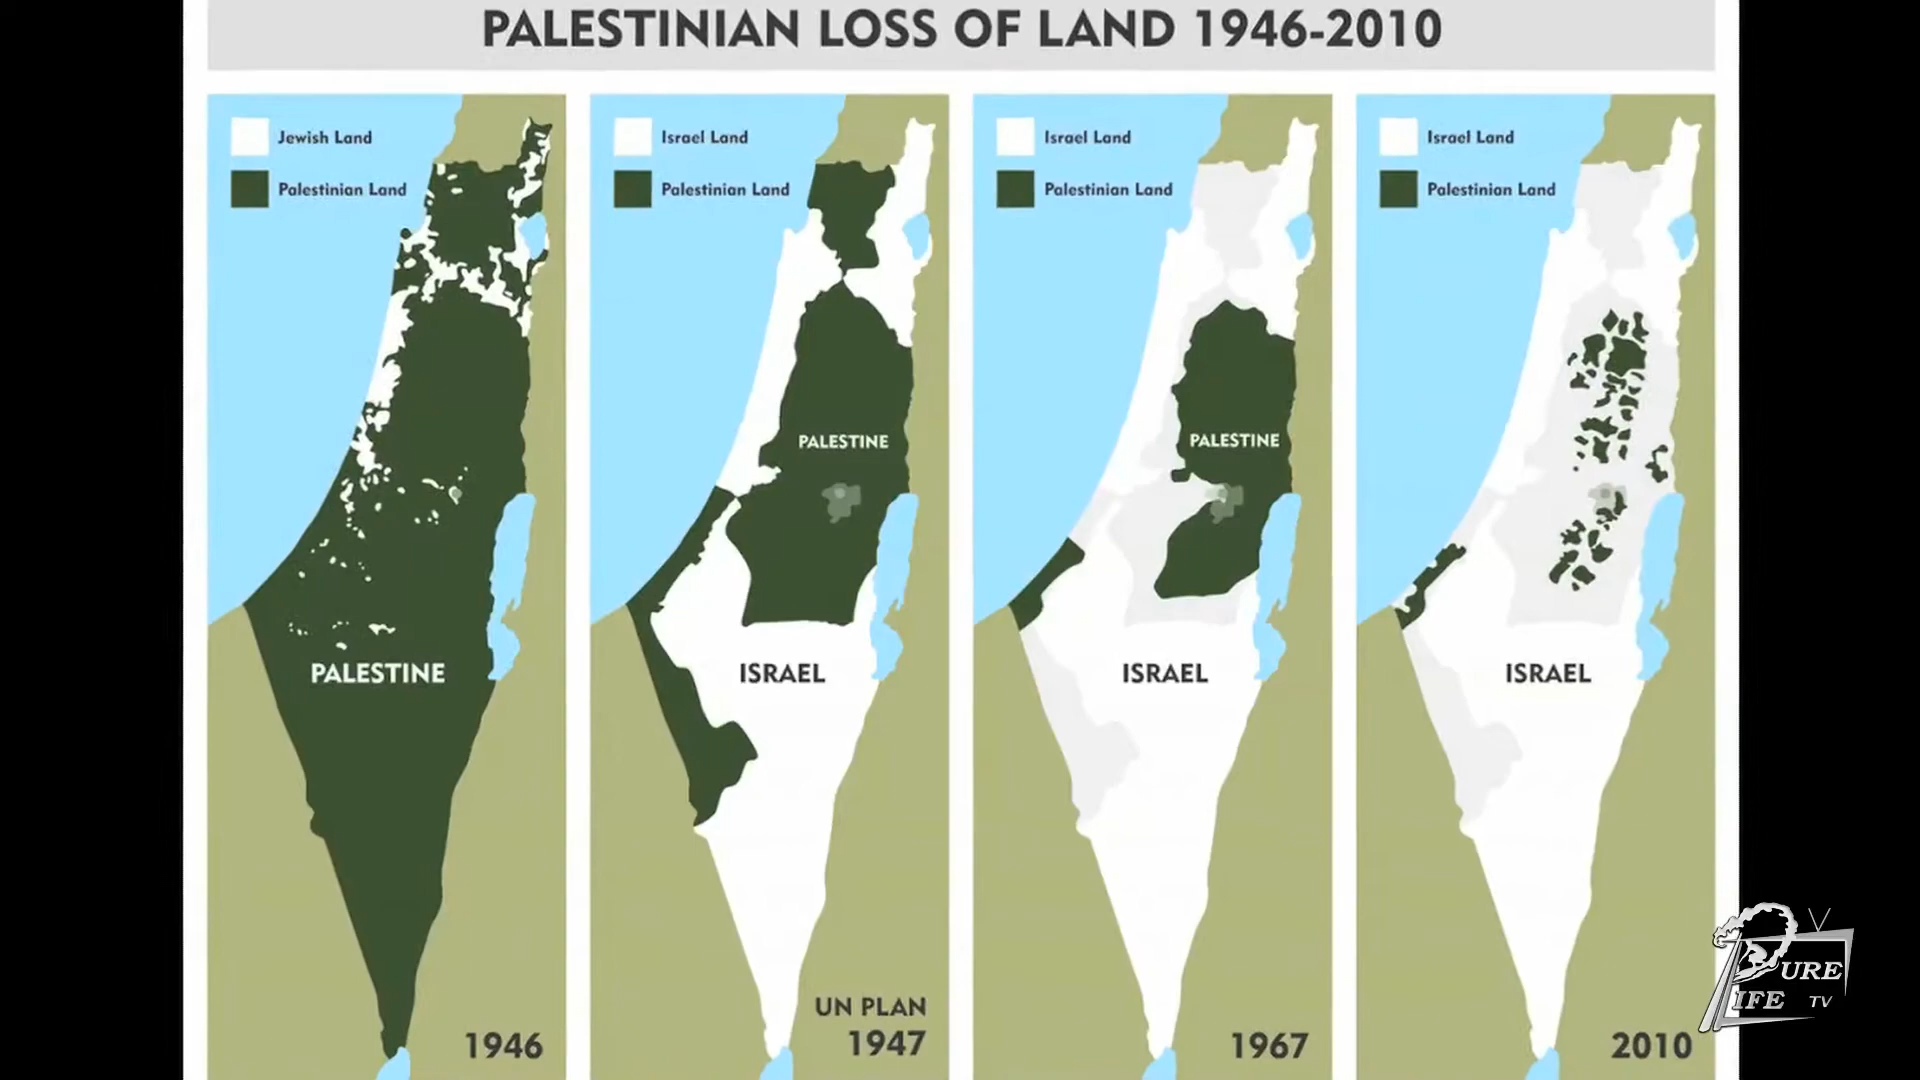 PALESTINIAN LOSS OF LAND 1946-2010
Jewish Land
Palestinian Land
PALESTINE
1946
Israel Land
Palestinian Land
PALESTINE
ISRAEL
UN PLAN
1947
Israel Land
Palestinian Land
PALESTINE
ISRAEL
1967
Israel Land
Palestinian Land
ISRAEL
2010
PURE
LIFE TV